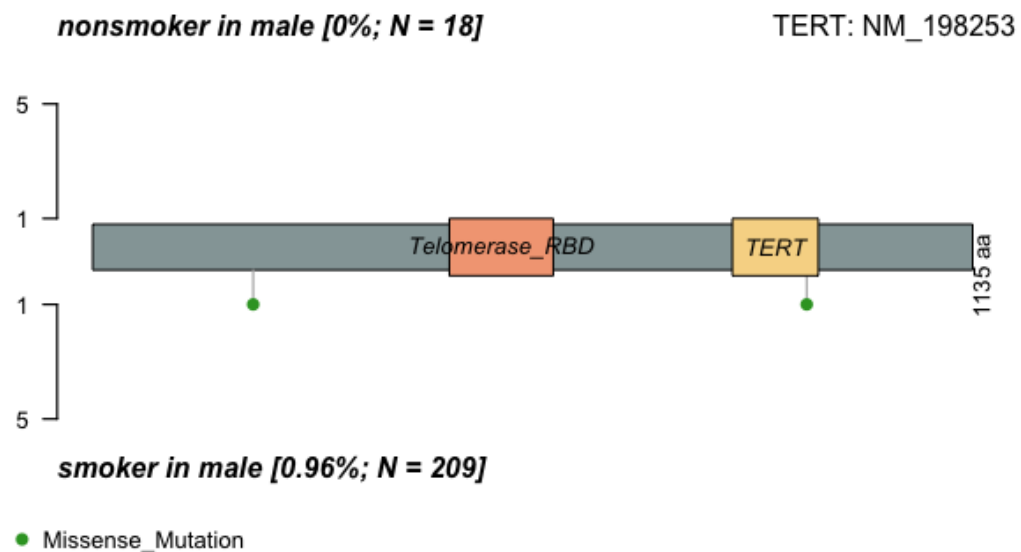 nonsmoker in male [0%; N = 18]
TERT: NM_198253
5
1
Telomerase_RBD
TERT
1135 aa
1
5
smoker in male [0.96%; N = 209]
Missense_Mutation